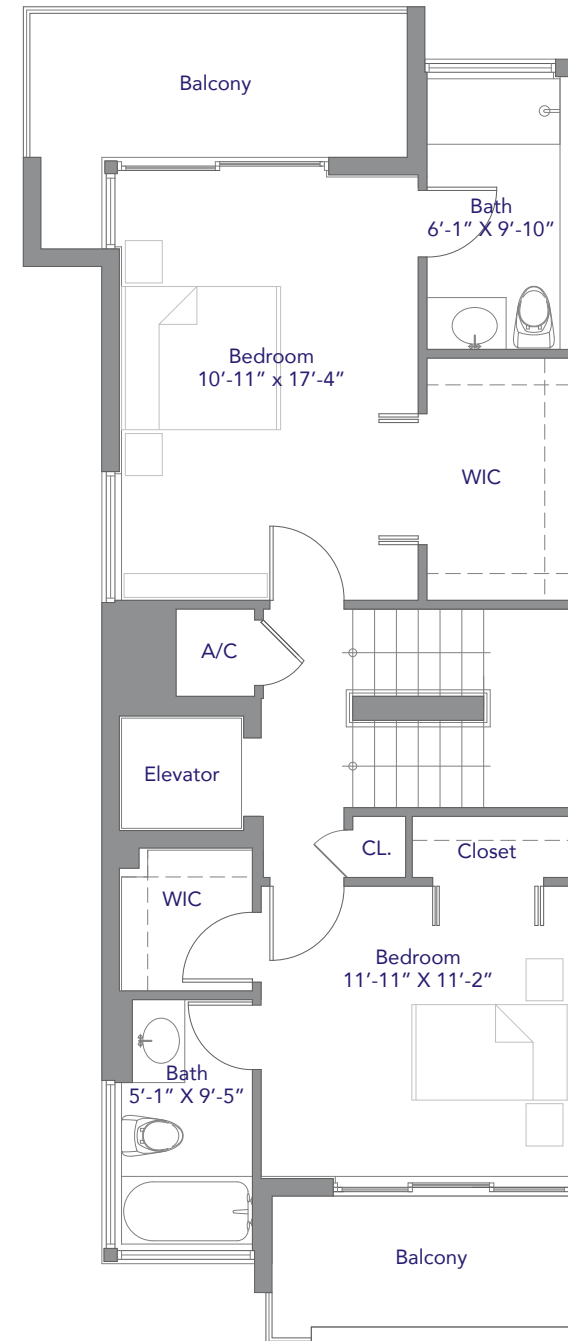 Balcony
Bath
6’-1” X 9’-10”
Bedroom
10’-11” x 17’-4”
WIC
A/C
Elevator
CL.
Closet
WIC
Bedroom
11’-11” X 11’-2”
Bath
5’-1” X 9’-5”
Balcony